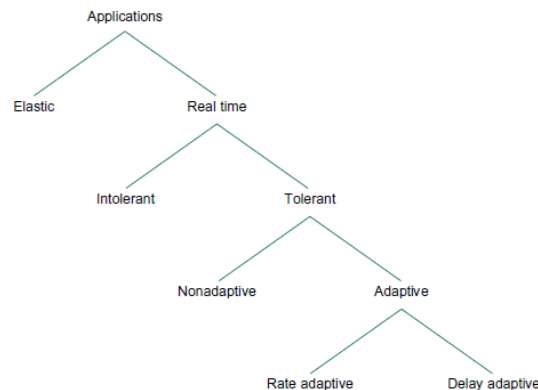 Applications
Elastic
Real time
Intolerant
Tolerant
Nonadaptive
Adaptive
Rate adaptive
Delay adaptive